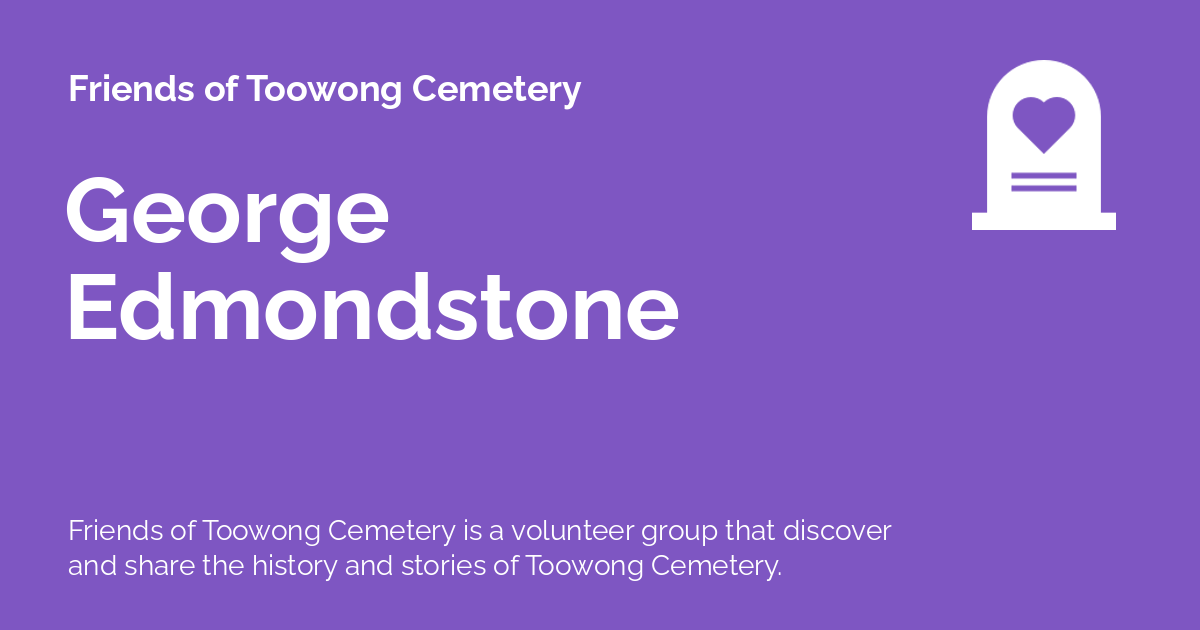 Friends of Toowong Cemetery
George
Edmondstone
Friends of Toowong Cemetery is a volunteer group that discover
and share the history and stories of Toowong Cemetery.